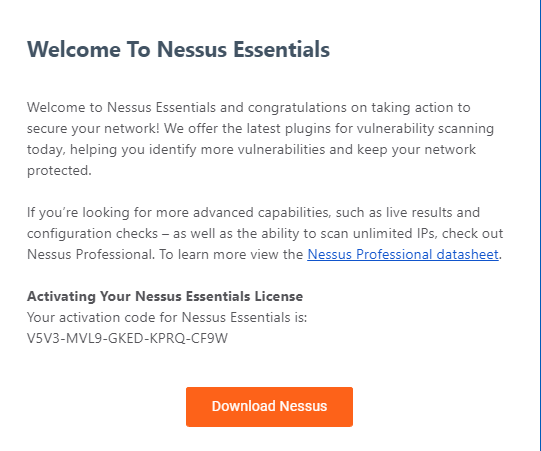 Welcome To Nessus Essentials
Welcome to Nessus Essentials and congratulations on taking action to
secure your network! We offer the latest plugins for vulnerability scanning
today, helping you identify more vulnerabilities and keep your network
protected.
If you’re looking for more advanced capabilities, such as live results and
configuration checks – as well as the ability to scan unlimited IPs, check out
Nessus Professional. To learn more view the Nessus Professional datasheet.
Activating Your Nessus Essentials License
Your activation code for Nessus Essentials is:
V5V3-MVL9-GKED-KPRQ-CF9W
Download Nessus